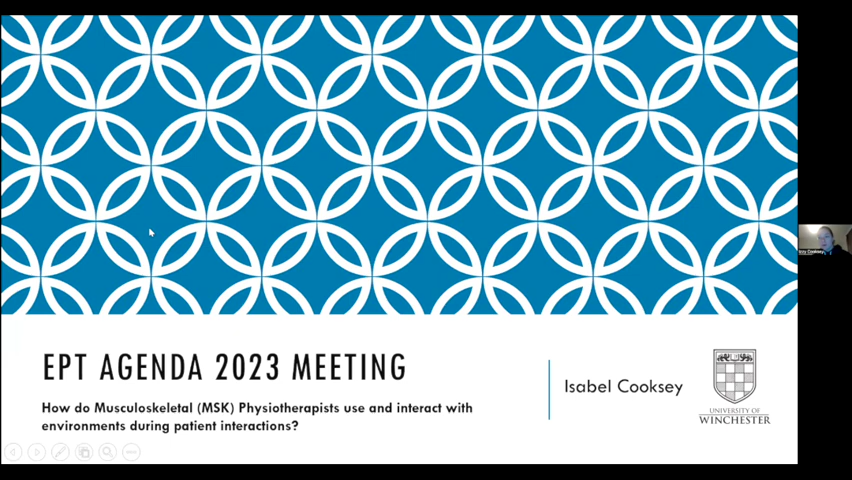 EPT AGENDA 2023 MEETING
How do Musculoskeletal (MSK) Physiotherapists use and interact with
environments during patient interactions?
Isabel Cooksey
UNIVERSITY OF
WINCHESTER
Cooksey